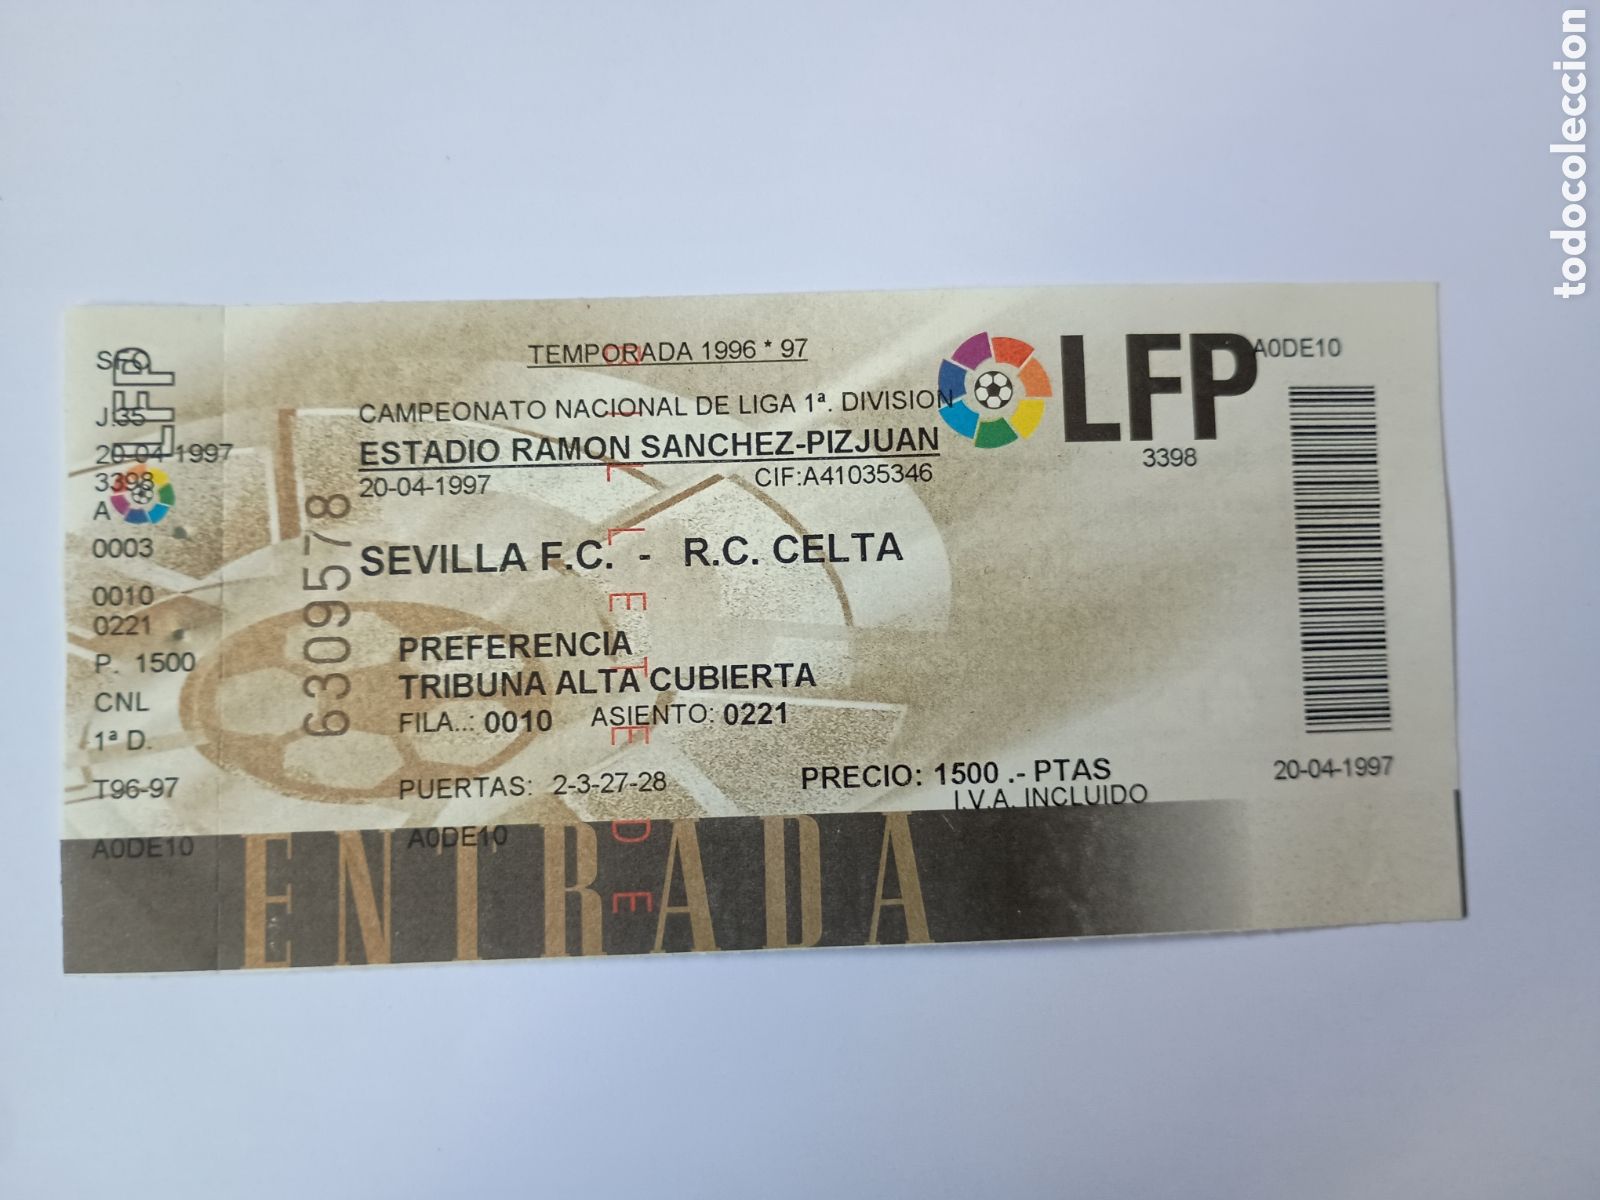 SFC
LFP
J.35
20-04-1997
3398
A
0003
0010
0221
P. 1500
CNL
1ª D.
T96-97
A0DE10
6309578
TEMPORADA 1996 * 97
CAMPEONATO NACIONAL DE LIGA 1ª. DIVISION
ESTADIO RAMON SANCHEZ-PIZJUAN
20-04-1997 CIF:A41035346
SEVILLA F.C. - R.C. CELTA
PREFERENCIA
TRIBUNA ALTA CUBIERTA
FILA..: 0010 ASIENTO: 0221
PUERTAS: 2-3-27-28
PRECIO: 1500 .- PTAS
I.V.A. INCLUIDO
A0DE10
ENTRADA
LFP
3398
A0DE10
20-04-1997
todocoleccion